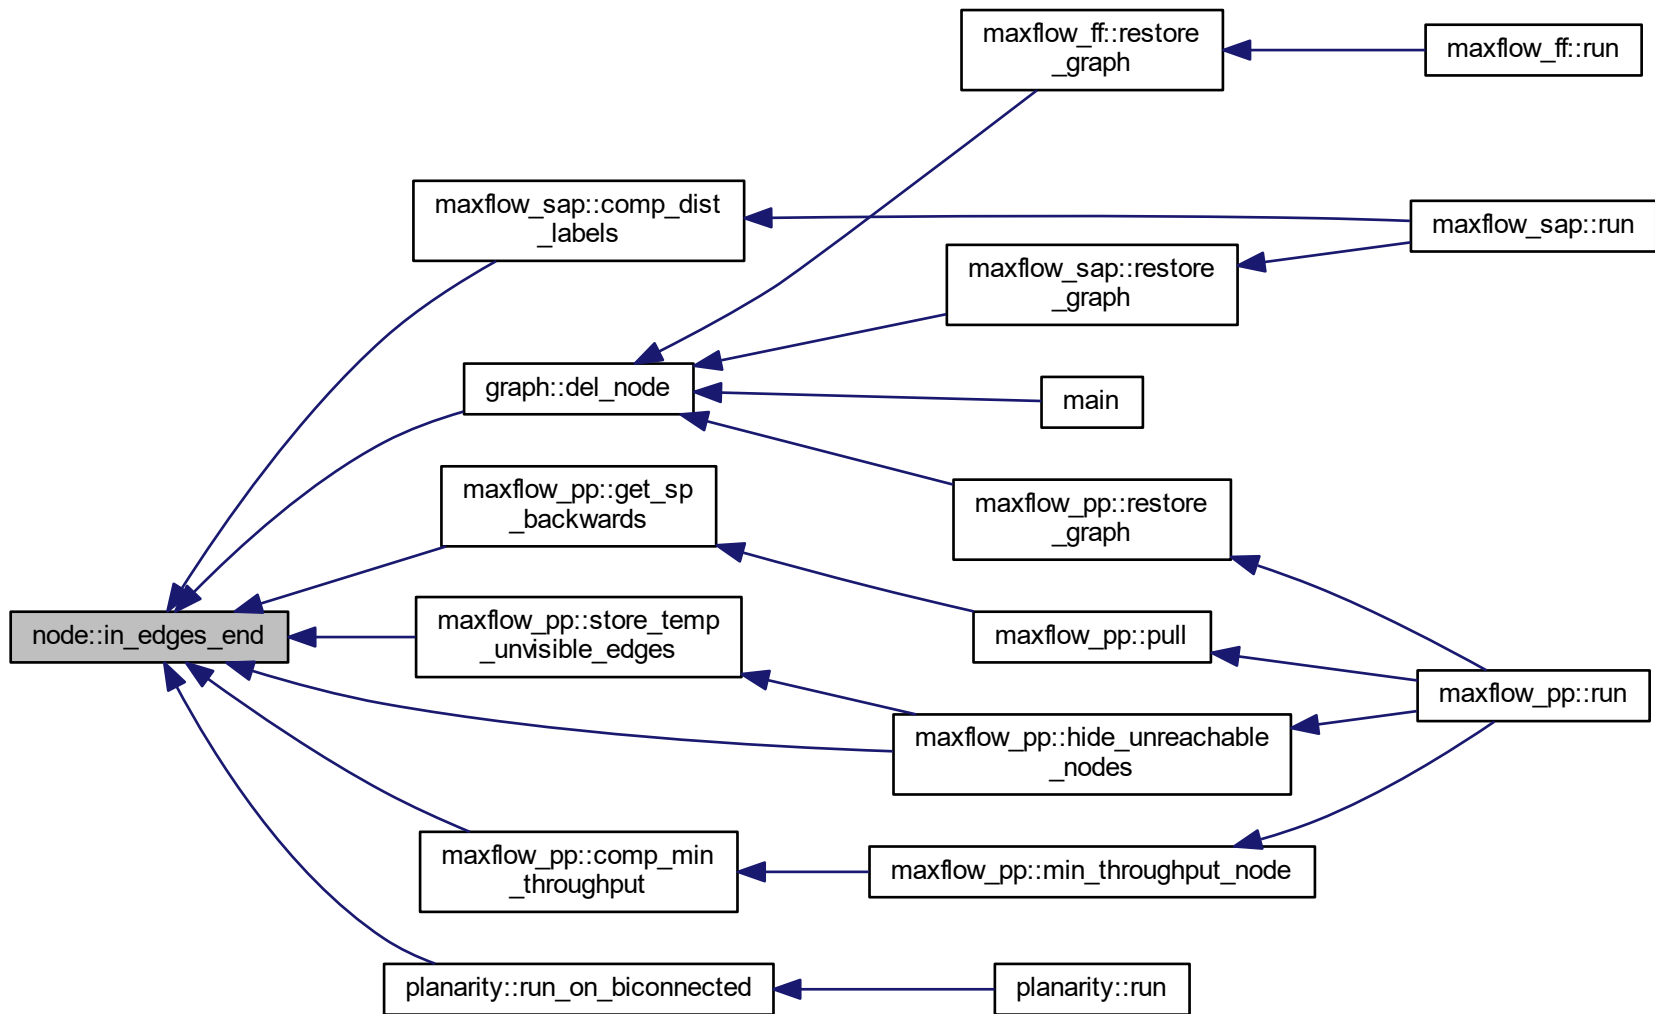 maxflow_ff::restore
_graph
maxflow_ff::run
maxflow_sap::comp_dist
_labels
maxflow_sap::run
maxflow_sap::restore
_graph
graph::del_node
main
maxflow_pp::get_sp
_backwards
maxflow_pp::restore
_graph
node::in_edges_end
maxflow_pp::store_temp
_unvisible_edges
maxflow_pp::pull
maxflow_pp::run
maxflow_pp::hide_unreachable
_nodes
maxflow_pp::comp_min
_throughput
maxflow_pp::min_throughput_node
planarity::run_on_biconnected
planarity::run